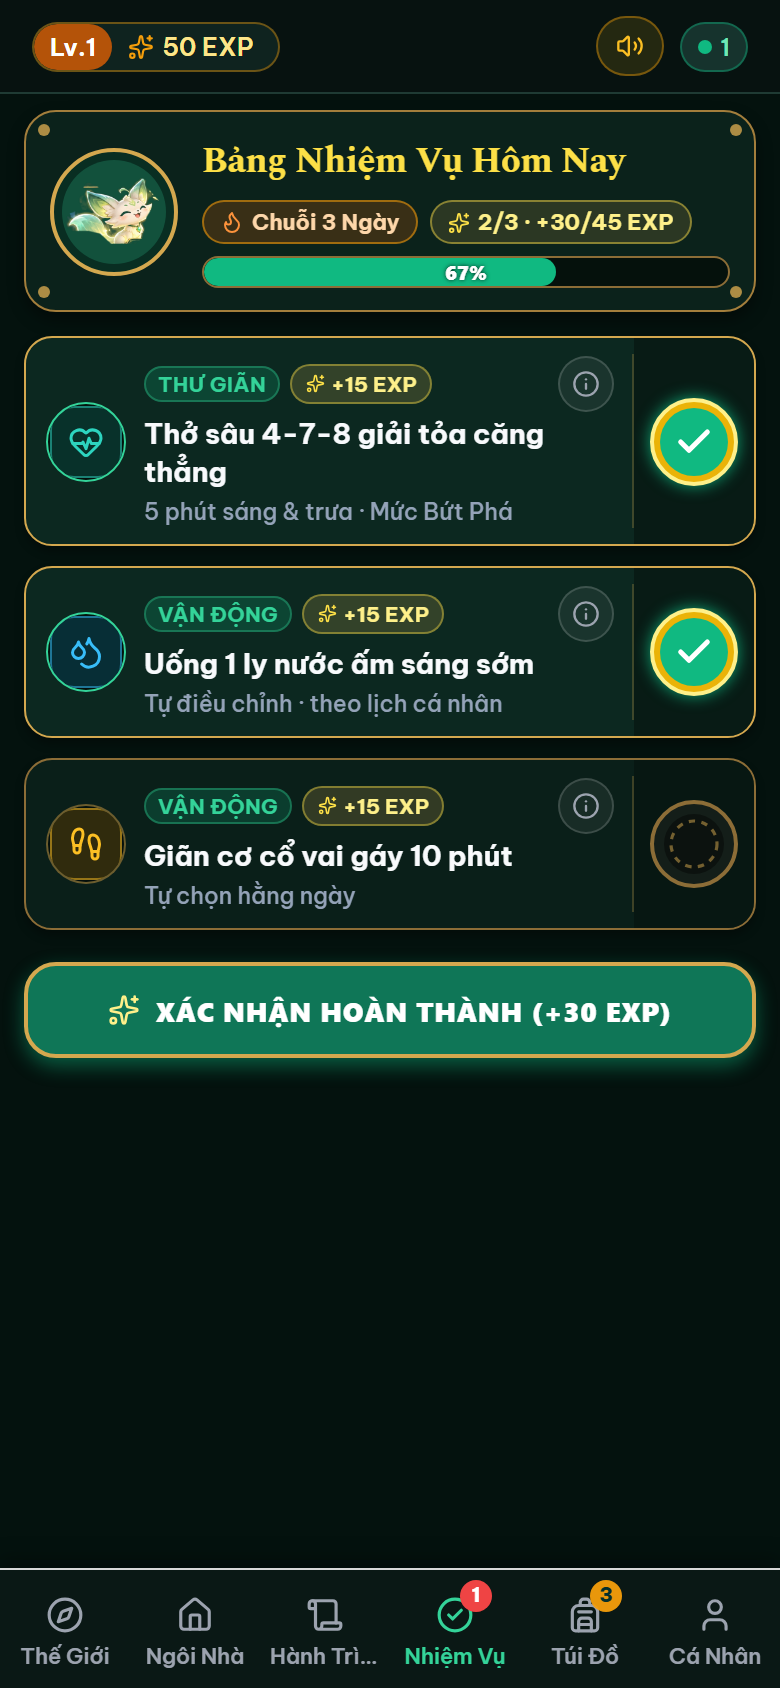 Lv.1 50 EXP
1
Bảng Nhiệm Vụ Hôm Nay
Chuỗi 3 Ngày 2/3 · +30/45 EXP
67%
THƯ GIÃN +15 EXP
Thở sâu 4-7-8 giải tỏa căng
thẳng
5 phút sáng & trưa · Mức Bứt Phá
VẬN ĐỘNG +15 EXP
Uống 1 ly nước ấm sáng sớm
Tự điều chỉnh · theo lịch cá nhân
VẬN ĐỘNG +15 EXP
Giãn cơ cổ vai gáy 10 phút
Tự chọn hằng ngày
XÁC NHẬN HOÀN THÀNH (+30 EXP)
1 3
Thế Giới Ngôi Nhà Hành Trì... Nhiệm Vụ Túi Đồ Cá Nhân